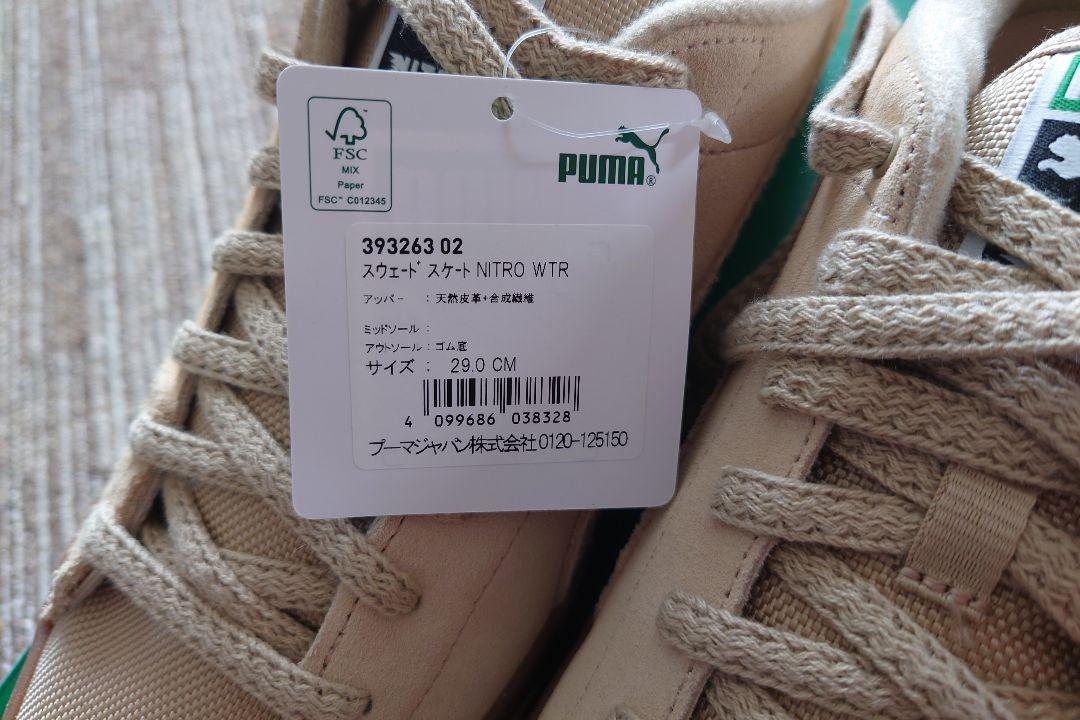 FSC
MIX
Paper
FSC™ C012345
PUMA®
393263 02
スウェード スケート NITRO WTR
アッパー : 天然皮革+合成繊維
ミッドソール :
アウトソール : ゴム底
サイズ : 29.0 CM
4 099686 038328
プーマジャパン株式会社 0120-125150